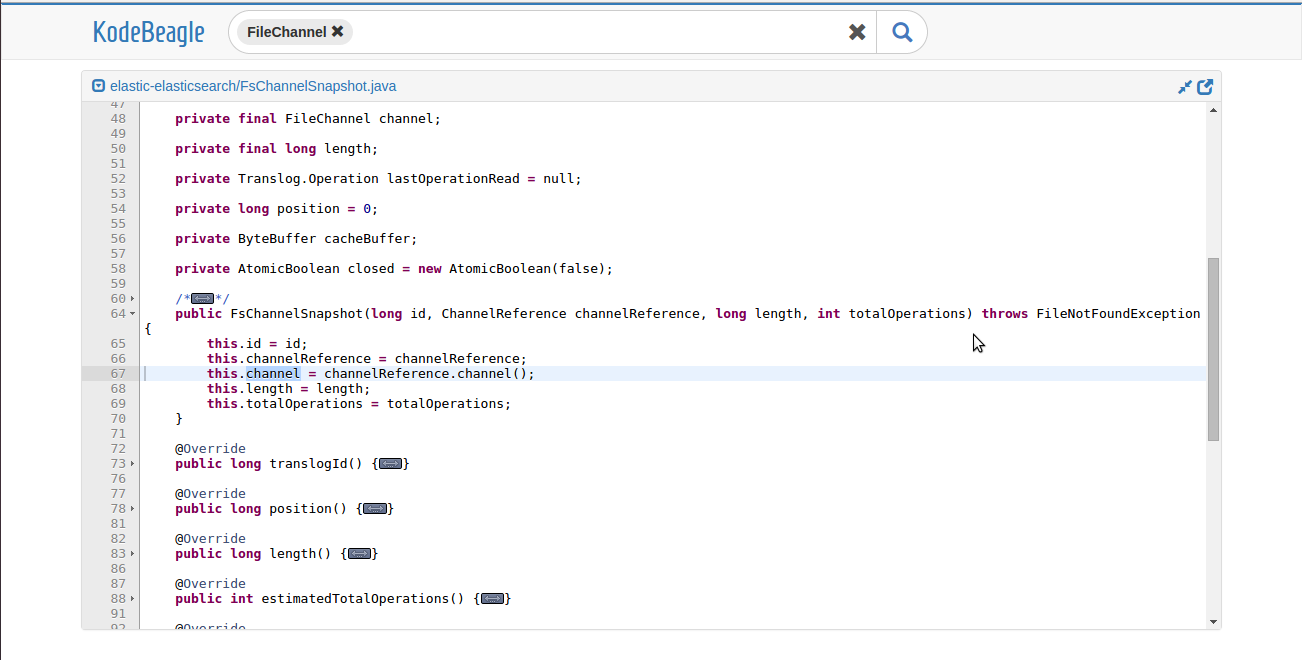 KodeBeagle
FileChannel ✖
elastic-elasticsearch/FsChannelSnapshot.java
47
48 private final FileChannel channel;
49
50 private final long length;
51
52 private Translog.Operation lastOperationRead = null;
53
54 private long position = 0;
55
56 private ByteBuffer cacheBuffer;
57
58 private AtomicBoolean closed = new AtomicBoolean(false);
59
60 /*<...>*/
64 public FsChannelSnapshot(long id, ChannelReference channelReference, long length, int totalOperations) throws FileNotFoundException
{
65 this.id = id;
66 this.channelReference = channelReference;
67 this.channel = channelReference.channel();
68 this.length = length;
69 this.totalOperations = totalOperations;
70 }
71
72 @Override
73 public long translogId() {<...>}
76
77 @Override
78 public long position() {<...>}
81
82 @Override
83 public long length() {<...>}
86
87 @Override
88 public int estimatedTotalOperations() {<...>}
91
92 @Override